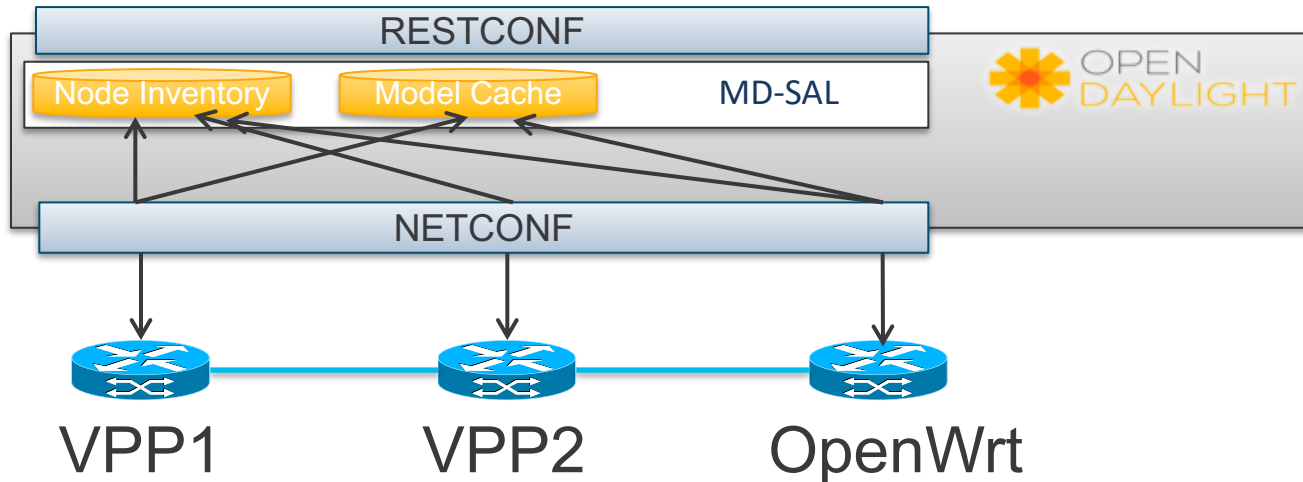 RESTCONF
Node Inventory
Model Cache
MD-SAL
OPEN
DAYLIGHT
NETCONF
VPP1
VPP2
OpenWrt